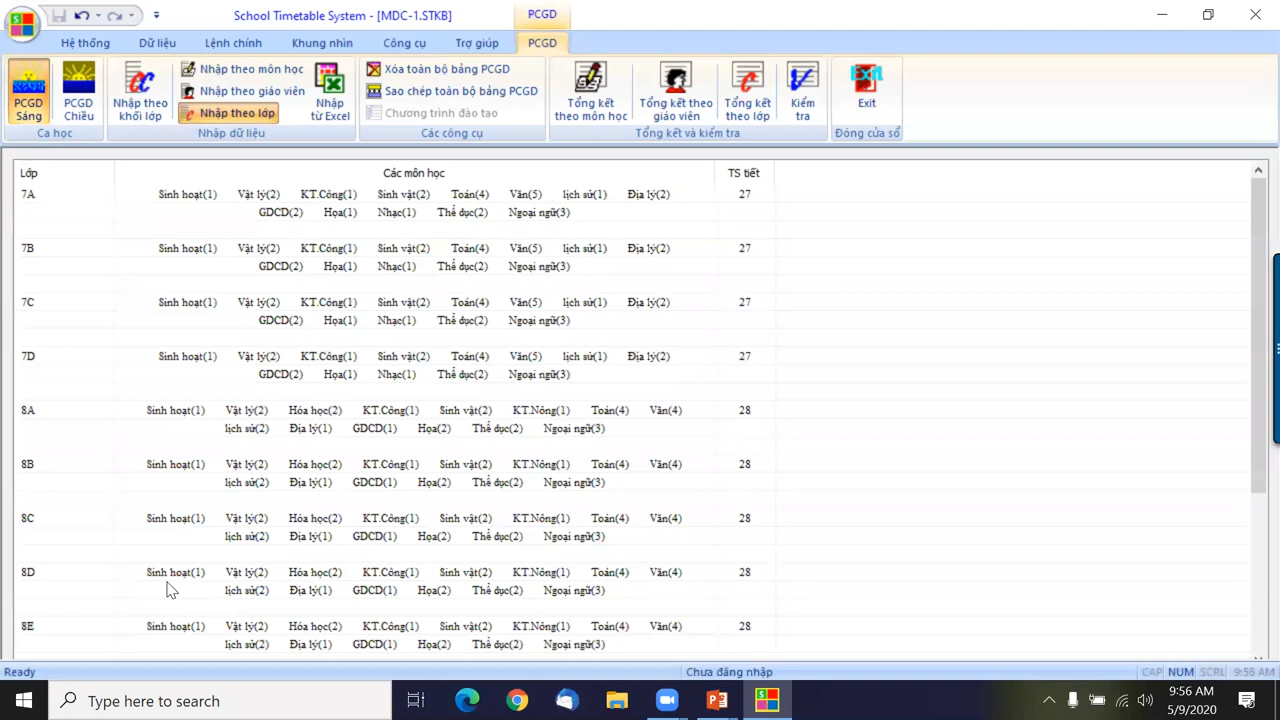 School Timetable System - [MDC-1.STKB]
PCGD
Hệ thống Dữ liệu Lệnh chính Khung nhìn Công cụ Trợ giúp PCGD
PCGD Sáng
PCGD Chiều
Ca học
Nhập theo khối lớp
Nhập theo môn học
Nhập theo giáo viên
Nhập theo lớp
Nhập từ Excel
Nhập dữ liệu
Xóa toàn bộ bảng PCGD
Sao chép toàn bộ bảng PCGD
Chương trình đào tạo
Các công cụ
Tổng kết theo môn học
Tổng kết theo giáo viên
Tổng kết theo lớp
Kiểm tra
Tổng kết và kiểm tra
Exit
Đóng cửa sổ
Lớp Các môn học TS tiết
7A Sinh hoạt(1) Vật lý(2) KT.Công(1) Sinh vật(2) Toán(4) Văn(5) lịch sử(1) Địa lý(2) 27
GDCD(2) Họa(1) Nhạc(1) Thể dục(2) Ngoại ngữ(3)
7B Sinh hoạt(1) Vật lý(2) KT.Công(1) Sinh vật(2) Toán(4) Văn(5) lịch sử(1) Địa lý(2) 27
GDCD(2) Họa(1) Nhạc(1) Thể dục(2) Ngoại ngữ(3)
7C Sinh hoạt(1) Vật lý(2) KT.Công(1) Sinh vật(2) Toán(4) Văn(5) lịch sử(1) Địa lý(2) 27
GDCD(2) Họa(1) Nhạc(1) Thể dục(2) Ngoại ngữ(3)
7D Sinh hoạt(1) Vật lý(2) KT.Công(1) Sinh vật(2) Toán(4) Văn(5) lịch sử(1) Địa lý(2) 27
GDCD(2) Họa(1) Nhạc(1) Thể dục(2) Ngoại ngữ(3)
8A Sinh hoạt(1) Vật lý(2) Hóa học(2) KT.Công(1) Sinh vật(2) KT.Nông(1) Toán(4) Văn(4) 28
lịch sử(2) Địa lý(1) GDCD(1) Họa(2) Thể dục(2) Ngoại ngữ(3)
8B Sinh hoạt(1) Vật lý(2) Hóa học(2) KT.Công(1) Sinh vật(2) KT.Nông(1) Toán(4) Văn(4) 28
lịch sử(2) Địa lý(1) GDCD(1) Họa(2) Thể dục(2) Ngoại ngữ(3)
8C Sinh hoạt(1) Vật lý(2) Hóa học(2) KT.Công(1) Sinh vật(2) KT.Nông(1) Toán(4) Văn(4) 28
lịch sử(2) Địa lý(1) GDCD(1) Họa(2) Thể dục(2) Ngoại ngữ(3)
8D Sinh hoạt(1) Vật lý(2) Hóa học(2) KT.Công(1) Sinh vật(2) KT.Nông(1) Toán(4) Văn(4) 28
lịch sử(2) Địa lý(1) GDCD(1) Họa(2) Thể dục(2) Ngoại ngữ(3)
8E Sinh hoạt(1) Vật lý(2) Hóa học(2) KT.Công(1) Sinh vật(2) KT.Nông(1) Toán(4) Văn(4) 28
lịch sử(2) Địa lý(1) GDCD(1) Họa(2) Thể dục(2) Ngoại ngữ(3)
Ready Chưa đăng nhập CAP NUM SCRL 9:56 AM
Type here to search
9:56 AM
5/9/2020